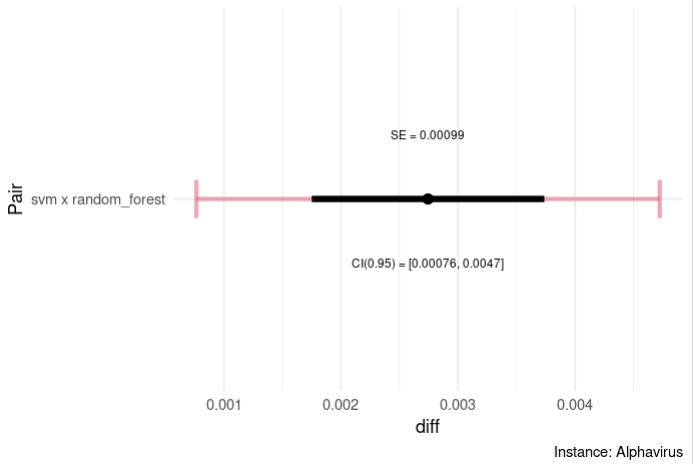 SE = 0.00099
Pair
svm x random_forest
CI(0.95) = [0.00076, 0.0047]
0.001
0.002
0.003
0.004
diff
Instance: Alphavirus